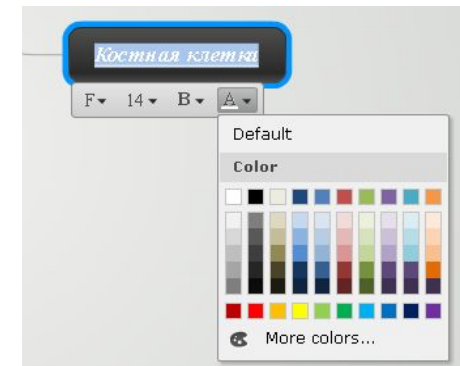 Костная клетка
F 14 B A
Default
Color
More colors...